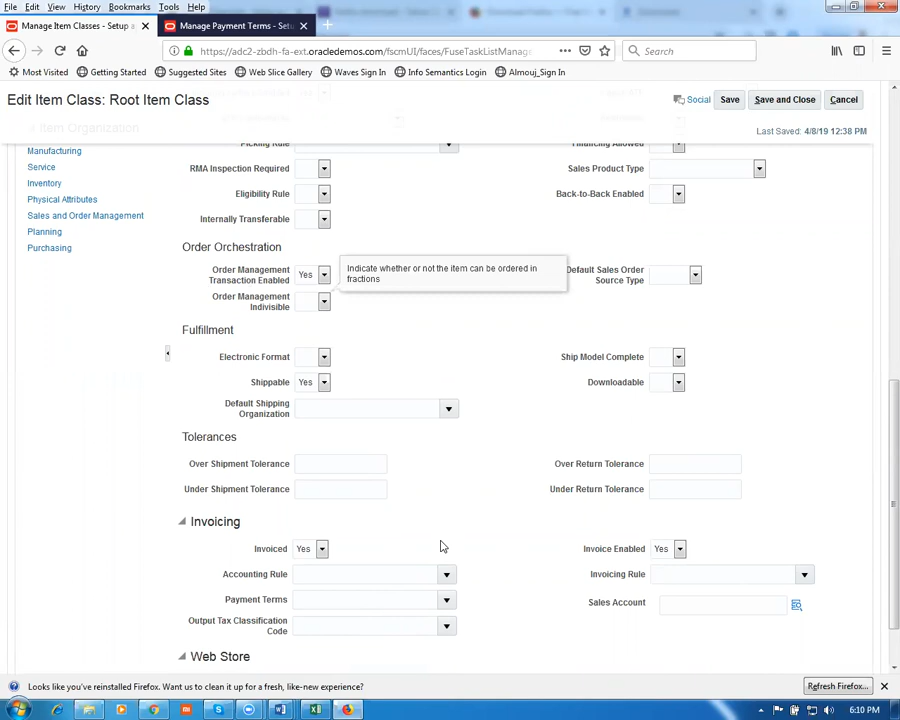 File Edit View History Bookmarks Tools Help
Manage Item Classes - Setup a
Manage Payment Terms - Setu
https://adc2-zbdh-fa-ext.oracledemos.com/fscmUI/faces/FuseTaskListManag
Search
Most Visited Getting Started Suggested Sites Web Slice Gallery Waves Sign In Info Semantics Login Almouj_Sign In
Edit Item Class: Root Item Class
Social Save Save and Close Cancel
Item Organization
Last Saved: 4/8/19 12:38 PM
Manufacturing
Service
Inventory
Physical Attributes
Sales and Order Management
Planning
Purchasing
Picking Rule
Financing Allowed
RMA Inspection Required
Sales Product Type
Eligibility Rule
Back-to-Back Enabled
Internally Transferable
Order Orchestration
Order Management Transaction Enabled Yes
Indicate whether or not the item can be ordered in
fractions
Default Sales Order
Source Type
Order Management
Indivisible
Fulfillment
Electronic Format
Ship Model Complete
Shippable Yes
Downloadable
Default Shipping
Organization
Tolerances
Over Shipment Tolerance
Over Return Tolerance
Under Shipment Tolerance
Under Return Tolerance
Invoicing
Invoiced Yes
Invoice Enabled Yes
Accounting Rule
Invoicing Rule
Payment Terms
Sales Account
Output Tax Classification
Code
Web Store
Looks like you've reinstalled Firefox. Want us to clean it up for a fresh, like-new experience?
Refresh Firefox...
6:10 PM